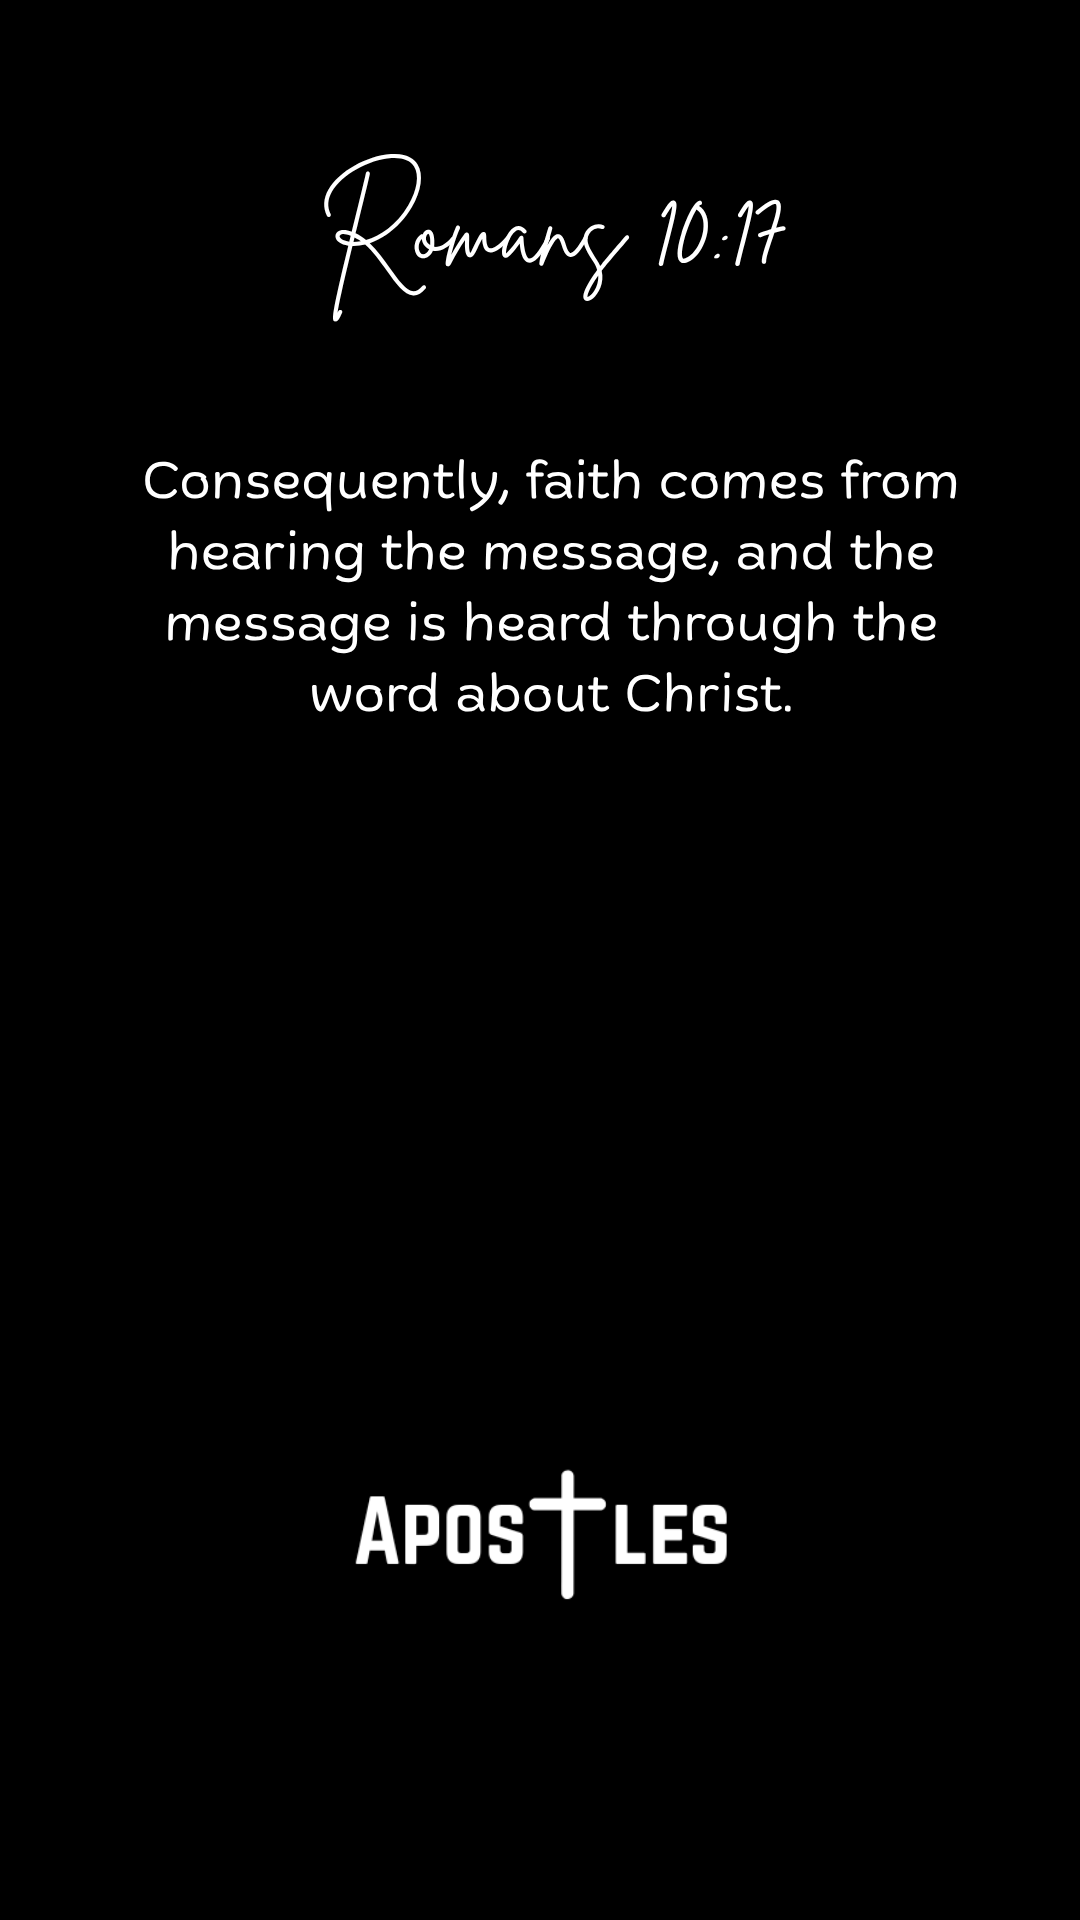 Romans 10:17
Consequently, faith comes from
hearing the message, and the
message is heard through the
word about Christ.
APOSTLES